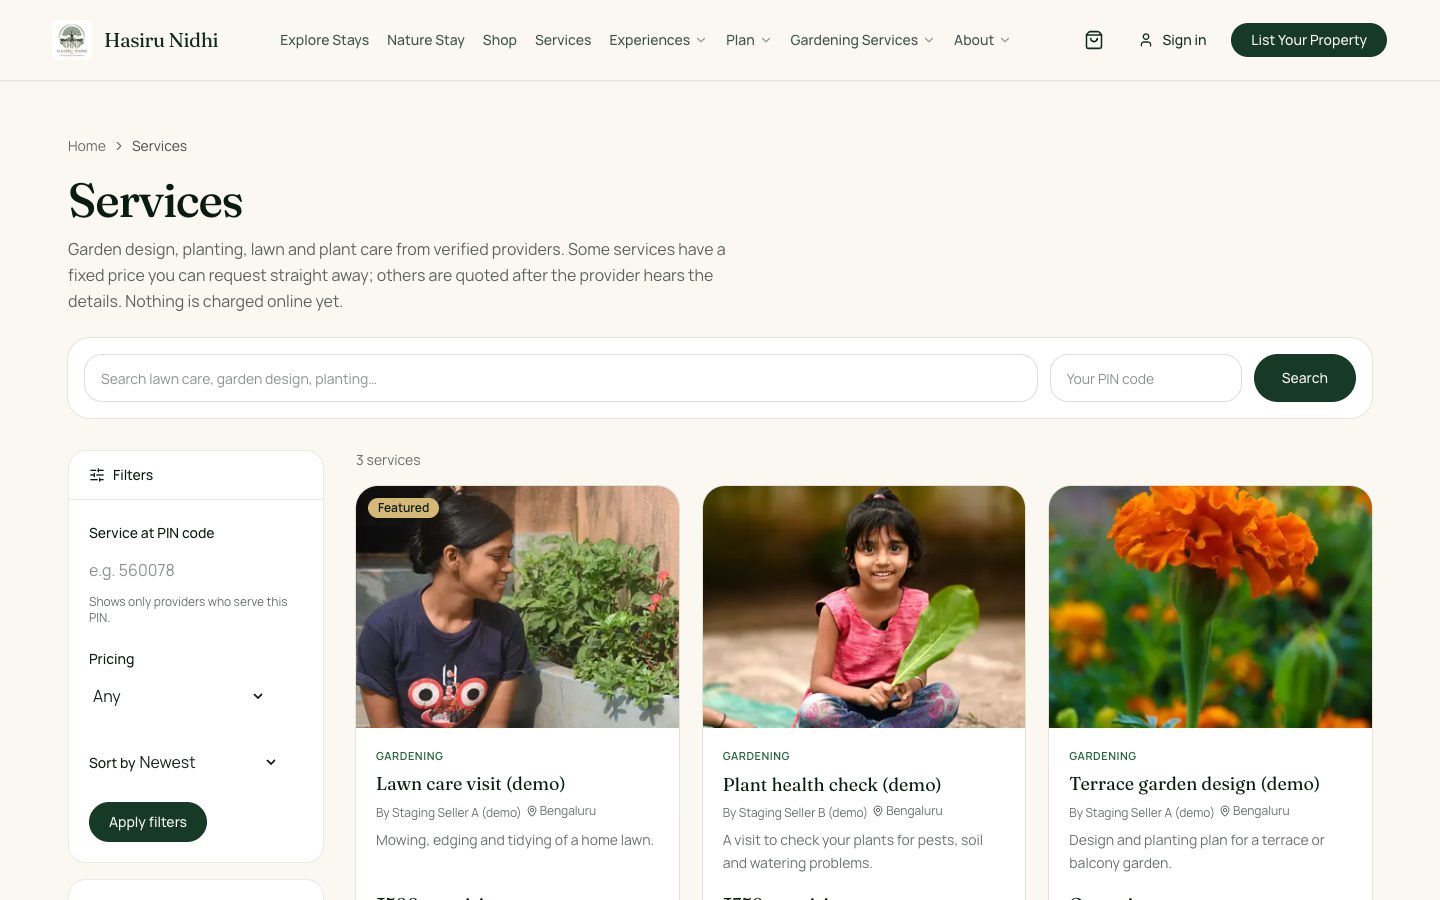 Hasiru Nidhi
Explore Stays
Nature Stay
Shop
Services
Experiences
Plan
Gardening Services
About
Sign in
List Your Property
Home > Services
Services
Garden design, planting, lawn and plant care from verified providers. Some services have a
fixed price you can request straight away; others are quoted after the provider hears the
details. Nothing is charged online yet.
Search lawn care, garden design, planting...
Your PIN code
Search
Filters
Service at PIN code
e.g. 560078
Shows only providers who serve this
PIN.
Pricing
Any
Sort by Newest
Apply filters
3 services
Featured
GARDENING
Lawn care visit (demo)
By Staging Seller A (demo) Bengaluru
Mowing, edging and tidying of a home lawn.
GARDENING
Plant health check (demo)
By Staging Seller B (demo) Bengaluru
A visit to check your plants for pests, soil
and watering problems.
GARDENING
Terrace garden design (demo)
By Staging Seller A (demo) Bengaluru
Design and planting plan for a terrace or
balcony garden.